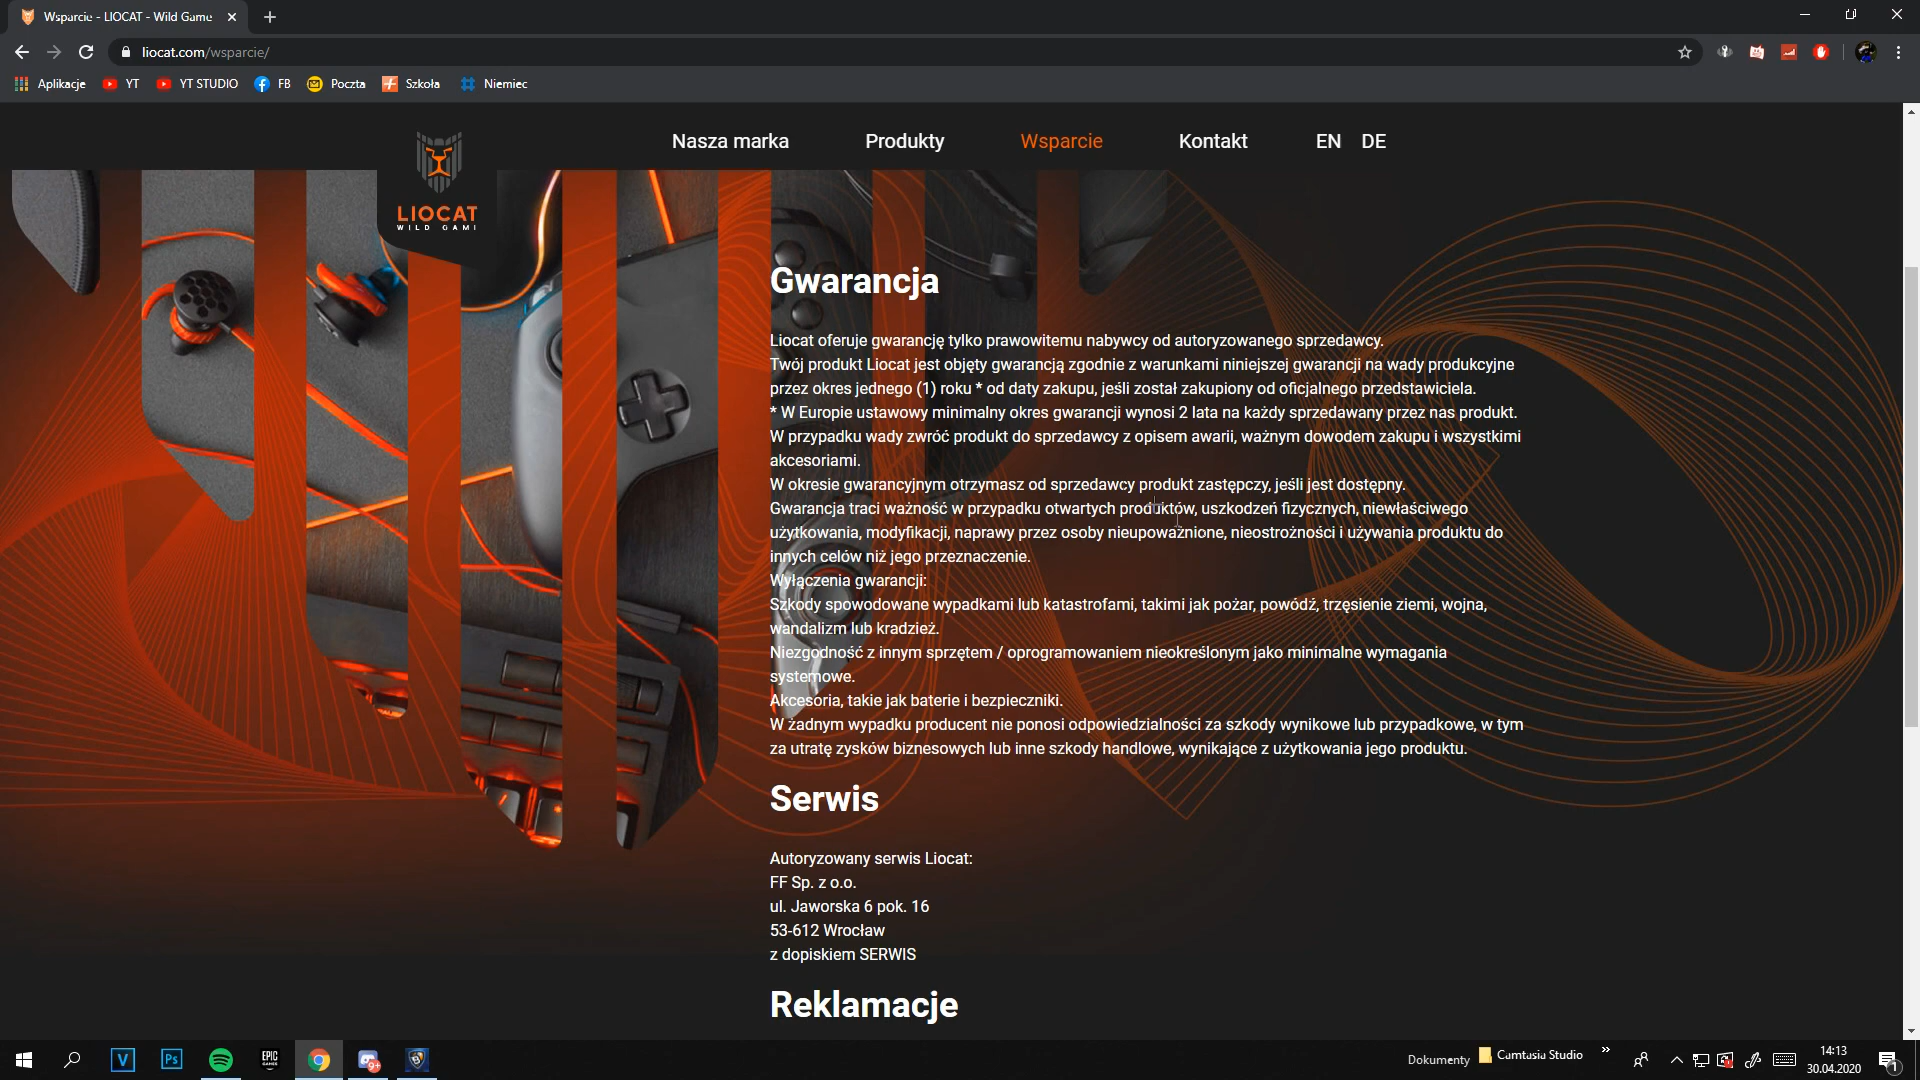 Wsparcie - LIOCAT - Wild Game
liocat.com/wsparcie/
Aplikacje
YT
YT STUDIO
FB
Poczta
Szkoła
Niemiec
LIOCAT
WILD GAME
Nasza marka
Produkty
Wsparcie
Kontakt
EN
DE
Gwarancja
Liocat oferuje gwarancję tylko prawowitemu nabywcy od autoryzowanego sprzedawcy.
Twój produkt Liocat jest objęty gwarancją zgodnie z warunkami niniejszej gwarancji na wady produkcyjne
przez okres jednego (1) roku * od daty zakupu, jeśli został zakupiony od oficjalnego przedstawiciela.
* W Europie ustawowy minimalny okres gwarancji wynosi 2 lata na każdy sprzedawany przez nas produkt.
W przypadku wady zwróć produkt do sprzedawcy z opisem awarii, ważnym dowodem zakupu i wszystkimi
akcesoriami.
W okresie gwarancyjnym otrzymasz od sprzedawcy produkt zastępczy, jeśli jest dostępny.
Gwarancja traci ważność w przypadku otwartych produktów, uszkodzeń fizycznych, niewłaściwego
użytkowania, modyfikacji, naprawy przez osoby nieupoważnione, nieostrożności i używania produktu do
innych celów niż jego przeznaczenie.
Wyłączenia gwarancji:
Szkody spowodowane wypadkami lub katastrofami, takimi jak pożar, powódź, trzęsienie ziemi, wojna,
wandalizm lub kradzież.
Niezgodność z innym sprzętem / oprogramowaniem nieokreślonym jako minimalne wymagania
systemowe.
Akcesoria, takie jak baterie i bezpieczniki.
W żadnym wypadku producent nie ponosi odpowiedzialności za szkody wynikowe lub przypadkowe, w tym
za utratę zysków biznesowych lub inne szkody handlowe, wynikające z użytkowania jego produktu.
Serwis
Autoryzowany serwis Liocat:
FF Sp. z o.o.
ul. Jaworska 6 pok. 16
53-612 Wrocław
z dopiskiem SERWIS
Reklamacje
V
Ps
EPIC
GAMES
9+
B
Dokumenty
Camtasia Studio
»
14:13
30.04.2020
1